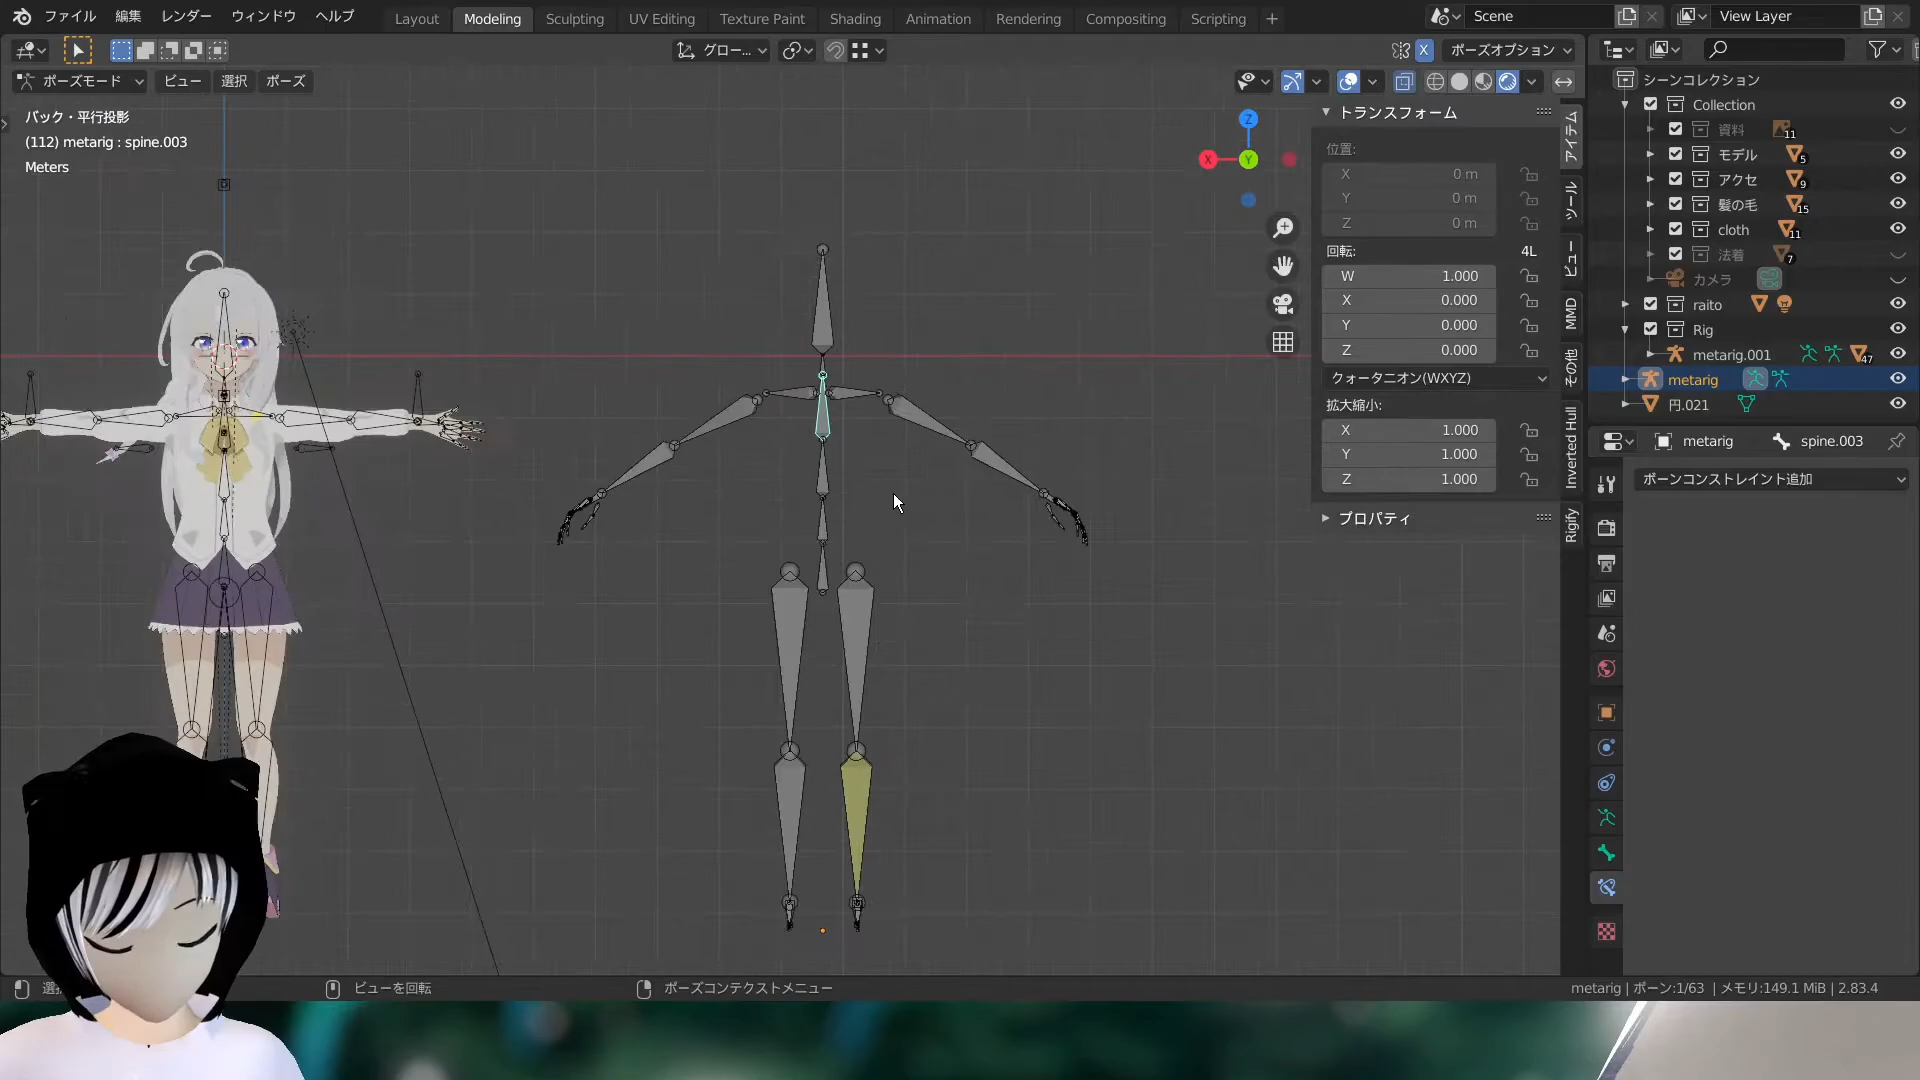 ファイル 編集 レンダー ウィンドウ ヘルプ Layout Modeling Sculpting UV Editing Texture Paint Shading Animation Rendering Compositing Scripting + Scene View Layer
グロー... X ポーズオプション
ポーズモード ビュー 選択 ポーズ
バック・平行投影
(112) metarig : spine.003
Meters
Z
X
Y
トランスフォーム
位置:
X 0 m
Y 0 m
Z 0 m
回転: 4L
W 1.000
X 0.000
Y 0.000
Z 0.000
クォータニオン(WXYZ)
拡大縮小:
X 1.000
Y 1.000
Z 1.000
プロパティ
アイテム
ツール
ビュー
MMD
その他
Inverted Hull
Rigify
シーンコレクション
Collection
資料 11
モデル 5
アクセ 9
髪の毛 15
cloth 11
法着 7
カメラ
raito
Rig
metarig.001 47
metarig
円.021
metarig spine.003
ボーンコンストレイント追加
ビューを回転
ポーズコンテクストメニュー
metarig | ボーン:1/63 | メモリ:149.1 MiB | 2.83.4